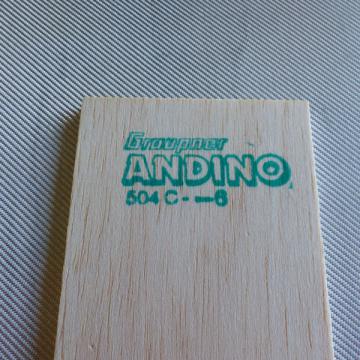 Graupner
ANDINO
504 C - —6